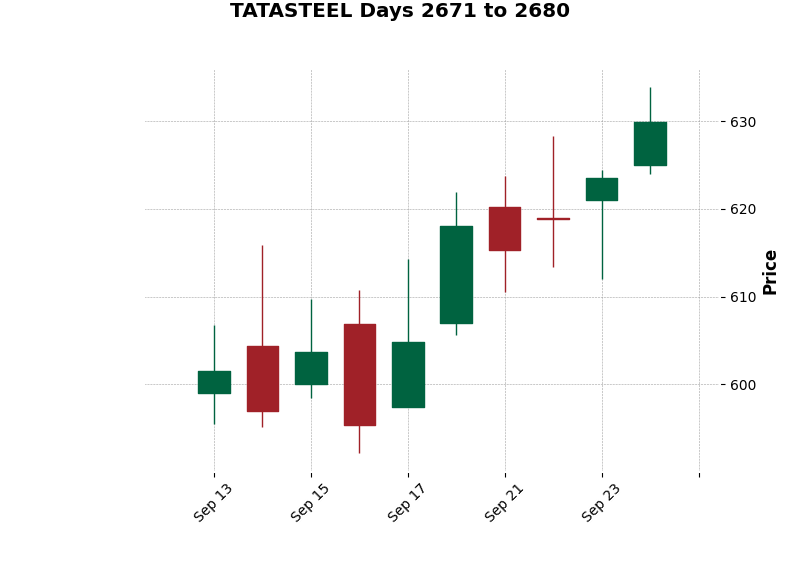 TATASTEEL Days 2671 to 2680
630
620
610
600
Price
Sep 13
Sep 15
Sep 17
Sep 21
Sep 23